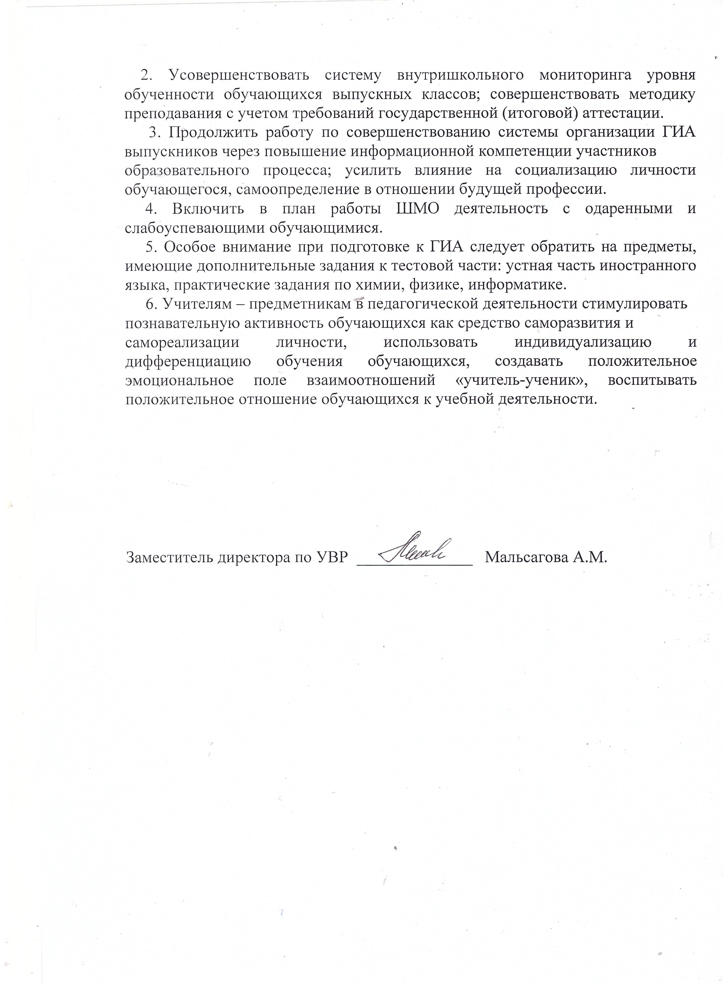 2. Усовершенствовать систему внутришкольного мониторинга уровня
обученности обучающихся выпускных классов; совершенствовать методику
преподавания с учетом требований государственной (итоговой) аттестации.
3. Продолжить работу по совершенствованию системы организации ГИА
выпускников через повышение информационной компетенции участников
образовательного процесса; усилить влияние на социализацию личности
обучающегося, самоопределение в отношении будущей профессии.
4. Включить в план работы ШМО деятельность с одаренными и
слабоуспевающими обучающимися.
5. Особое внимание при подготовке к ГИА следует обратить на предметы,
имеющие дополнительные задания к тестовой части: устная часть иностранного
языка, практические задания по химии, физике, информатике.
6. Учителям – предметникам в педагогической деятельности стимулировать
познавательную активность обучающихся как средство саморазвития и
самореализации личности, использовать индивидуализацию и
дифференциацию обучения обучающихся, создавать положительное
эмоциональное поле взаимоотношений «учитель-ученик», воспитывать
положительное отношение обучающихся к учебной деятельности.
Заместитель директора по УВР Мальсагова А.М.